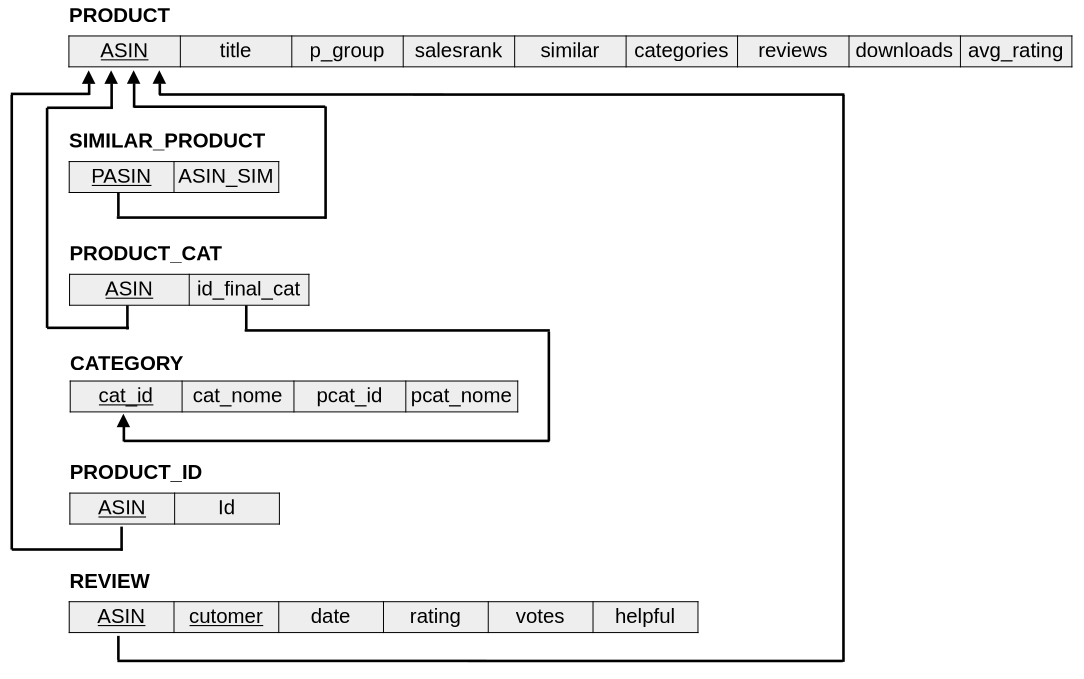 PRODUCT
ASIN title p_group salesrank similar categories reviews downloads avg_rating
SIMILAR_PRODUCT
PASIN ASIN_SIM
PRODUCT_CAT
ASIN id_final_cat
CATEGORY
cat_id cat_nome pcat_id pcat_nome
PRODUCT_ID
ASIN Id
REVIEW
ASIN cutomer date rating votes helpful